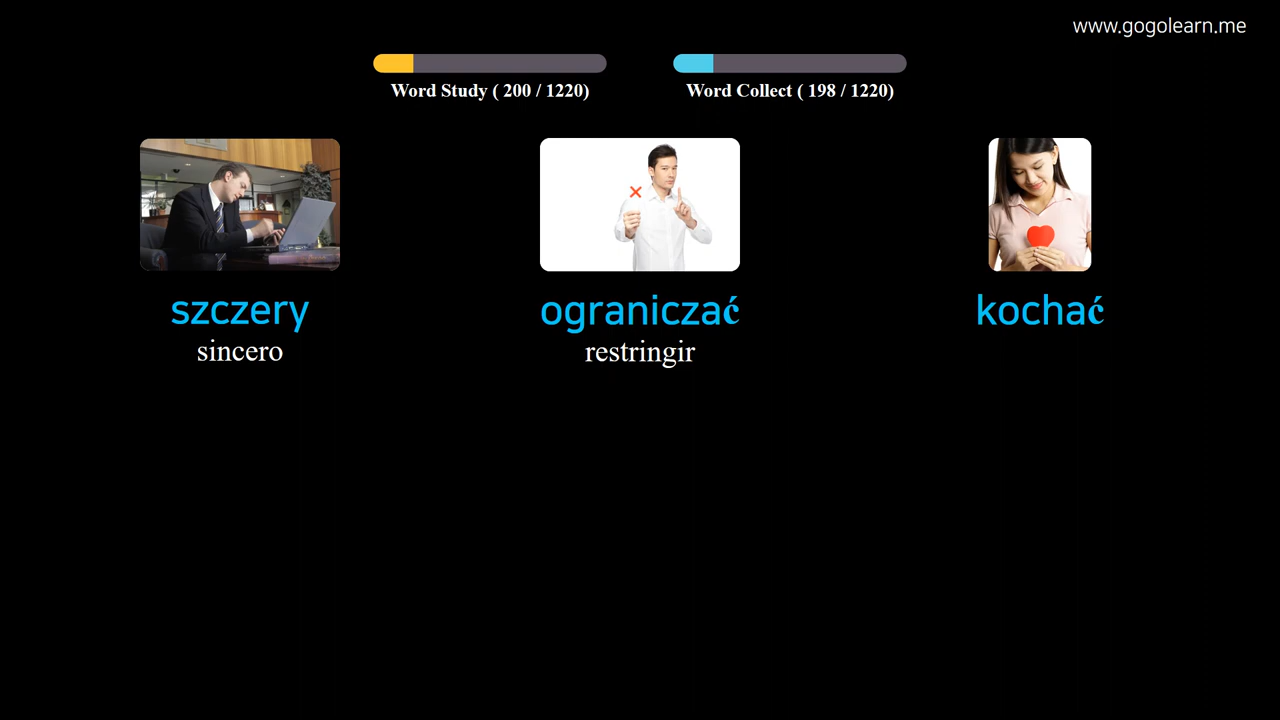 www.gogolearn.me
Word Study ( 200 / 1220)
Word Collect ( 198 / 1220)
szczery
sincero
ograniczać
restringir
kochać